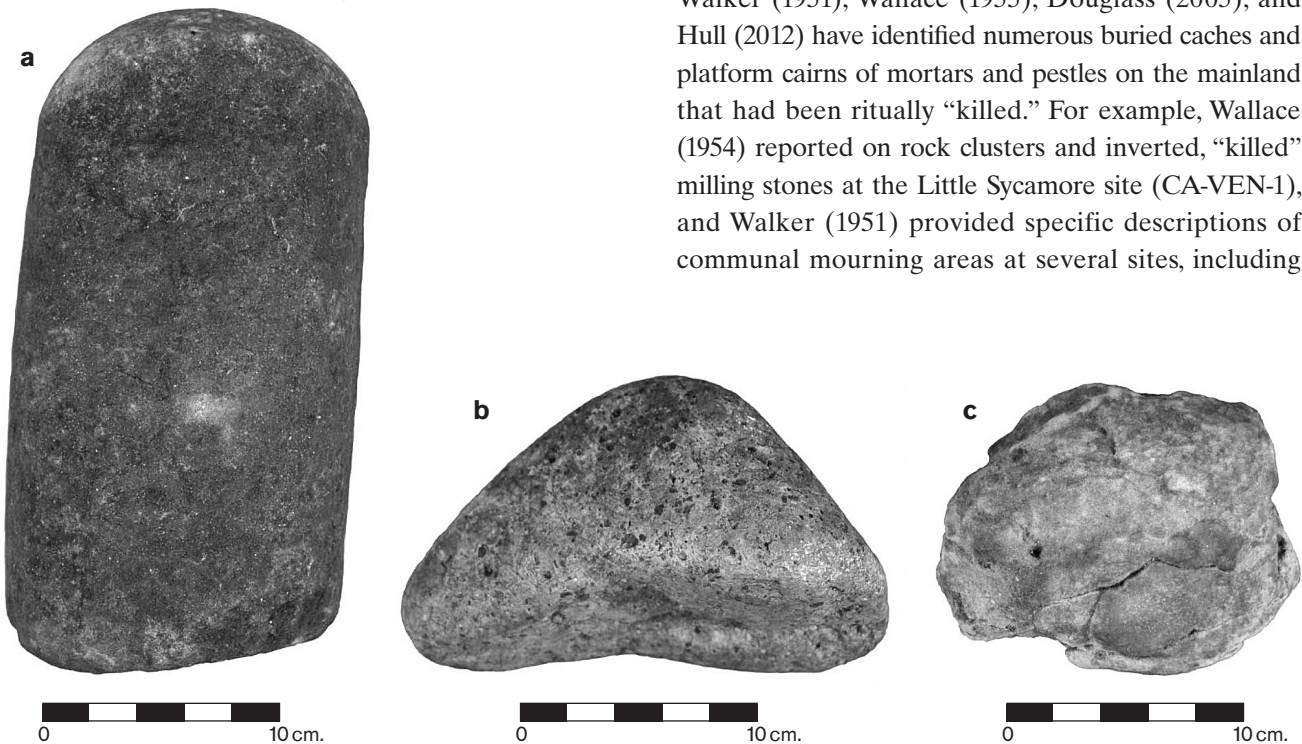 Walker (1951), Wallace Douglass and
Hull (2012) have identified numerous buried caches and
platform cairns of mortars and pestles on the mainland
that had been ritually “killed.” For example, Wallace
(1954) reported on rock clusters and inverted, “killed”
milling stones at the Little Sycamore site (CA-VEN-1),
and Walker (1951) provided specific descriptions of
communal mourning areas at several sites, including
a
b
c
0 10 cm.
0 10 cm.
0 10 cm.